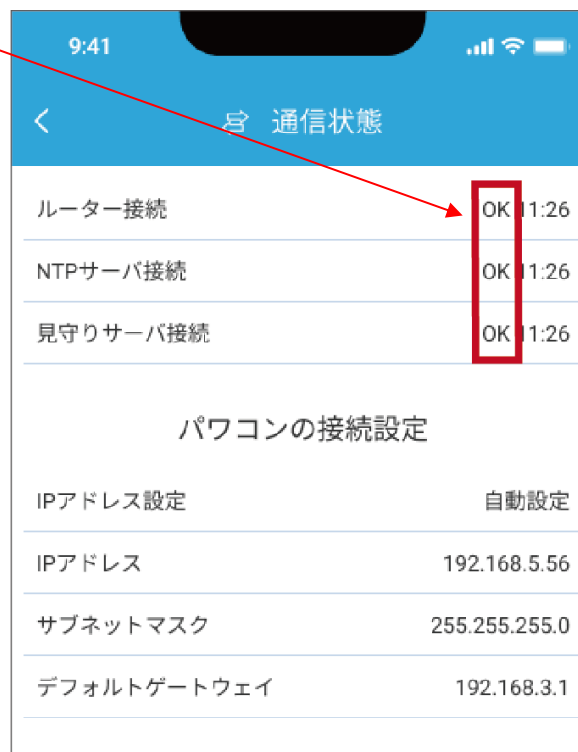 9:41
通信状態
ルーター接続 OK 11:26
NTPサーバ接続 OK 11:26
見守りサーバ接続 OK 11:26
パワコンの接続設定
IPアドレス設定 自動設定
IPアドレス 192.168.5.56
サブネットマスク 255.255.255.0
デフォルトゲートウェイ 192.168.3.1